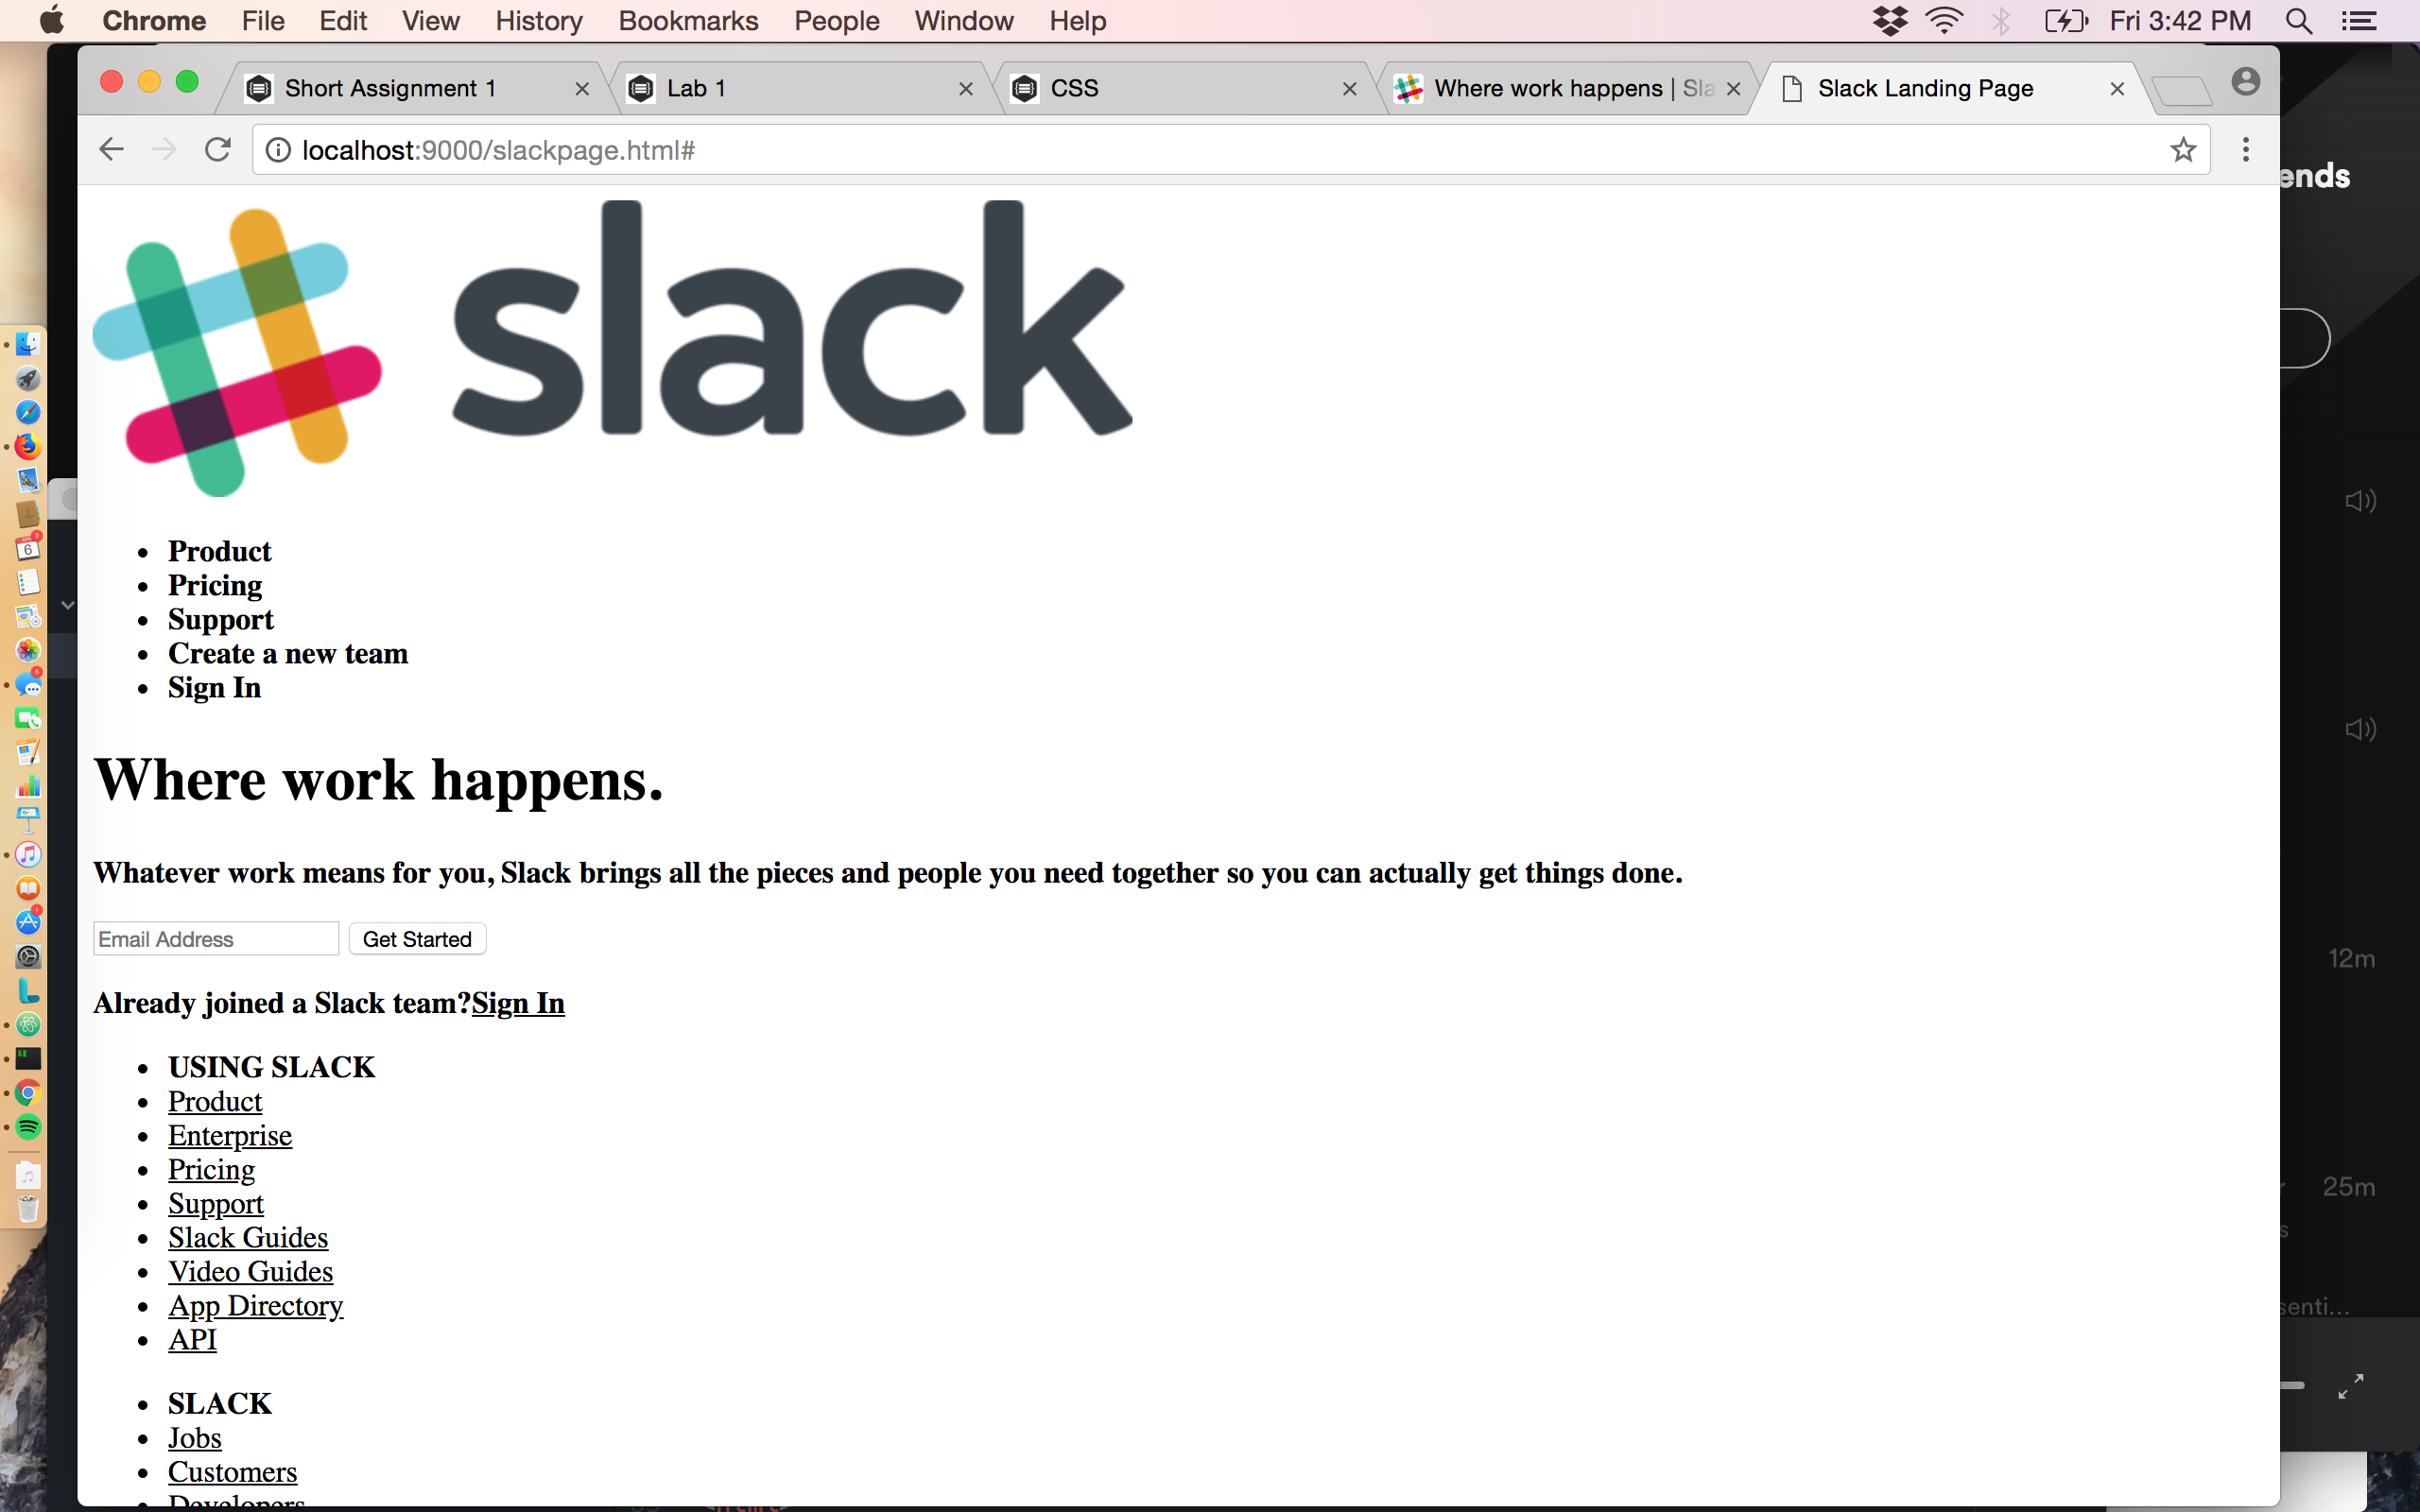 Chrome File Edit View History Bookmarks People Window Help Fri 3:42 PM
Short Assignment 1 Lab 1 CSS Where work happens | Sla Slack Landing Page
localhost:9000/slackpage.html#
ends
slack
Product
Pricing
Support
Create a new team
Sign In
Where work happens.
Whatever work means for you, Slack brings all the pieces and people you need together so you can actually get things done.
Email Address Get Started
12m
Already joined a Slack team?Sign In
USING SLACK
Product
Enterprise
Pricing
25m
Support
Slack Guides
Video Guides
App Directory
senti...
API
SLACK
Jobs
Customers
Developers